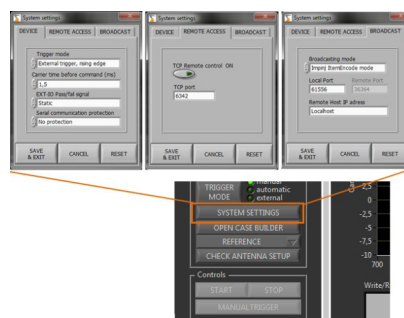 System settings
DEVICE REMOTE ACCESS BROADCAST
Trigger mode
External trigger, rising edge
Carrier time before command (ms)
1,5
EXT-IO Pass/fail signal
Static
Serial communication protection
No protection
SAVE & EXIT CANCEL RESET
System settings
DEVICE REMOTE ACCESS BROADCAST
TCP Remote control ON
TCP port
6342
SAVE & EXIT CANCEL RESET
System settings
DEVICE REMOTE ACCESS BROADCAST
Broadcasting mode
Impinj ItemEncode mode
Local Port Remote Port
61556 36364
Remote Host IP adress
Localhost
SAVE & EXIT CANCEL RESET
TRIGGER MODE
manual
automatic
external
SYSTEM SETTINGS
OPEN CASE BUILDER
REFERENCE
CHECK ANTENNA SETUP
Controls
START STOP
MANUALTRIGGER
2,5
0
-2,5
-5
-7,5
-10
700
Write/R